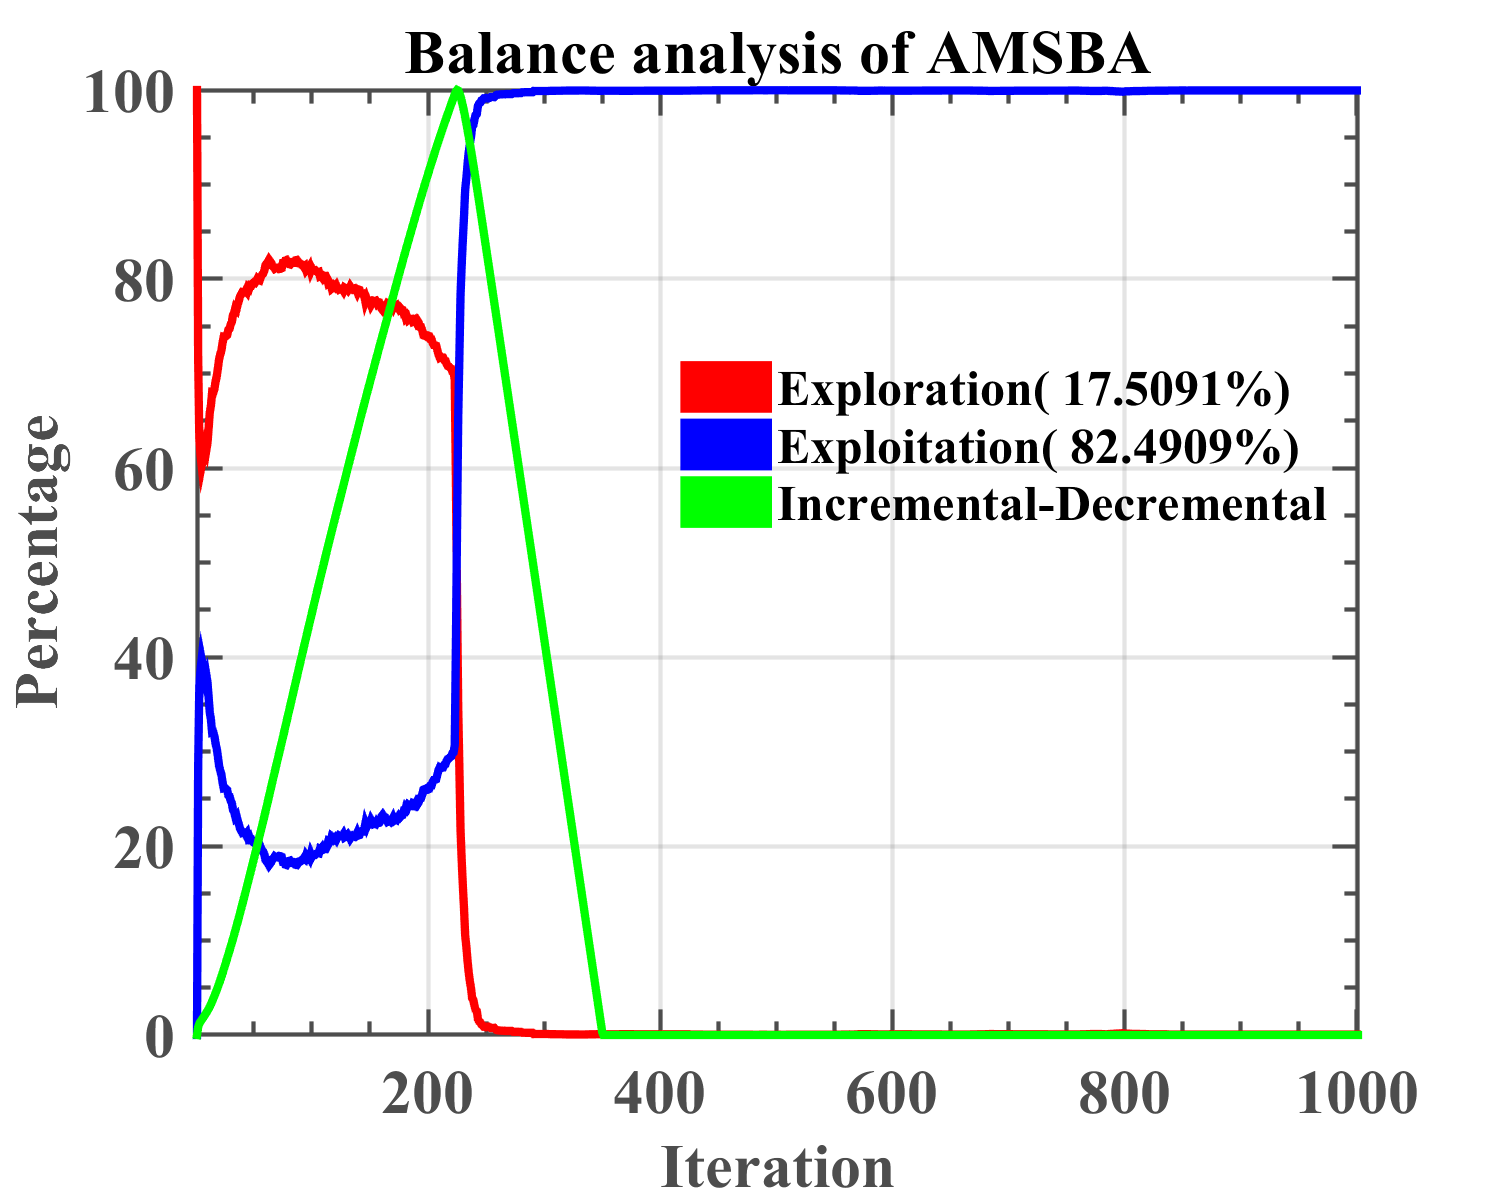 Balance analysis of AMSBA
100
80
60
40
20
0
Percentage
Exploration( 17.5091%)
Exploitation( 82.4909%)
Incremental-Decremental
200 400 600 800 1000
Iteration